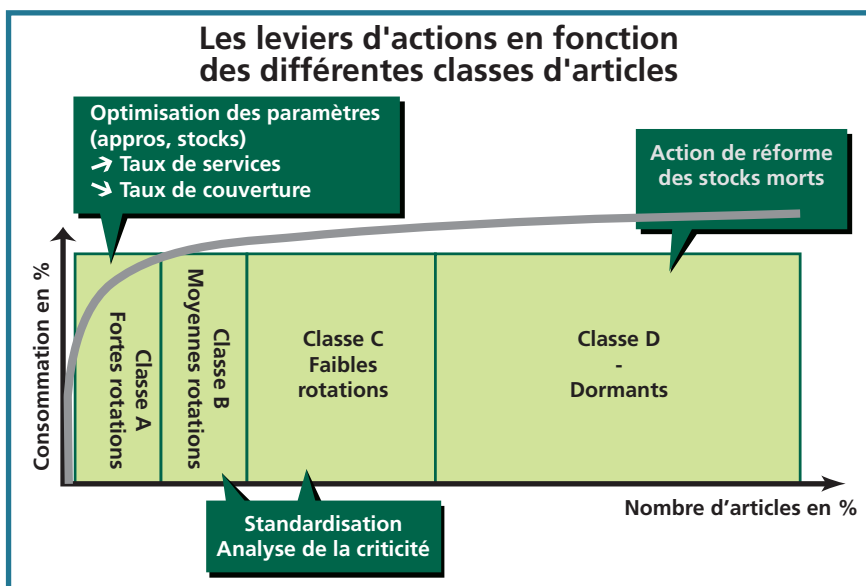 Les leviers d'actions en fonction
des différentes classes d'articles
Optimisation des paramètres
(appros, stocks)
➔ Taux de services
➔ Taux de couverture
Action de réforme
des stocks morts
Consommation en %
Classe A
Fortes rotations
Classe B
Moyennes rotations
Classe C
Faibles
rotations
Classe D
-
Dormants
Nombre d'articles en %
Standardisation
Analyse de la criticité